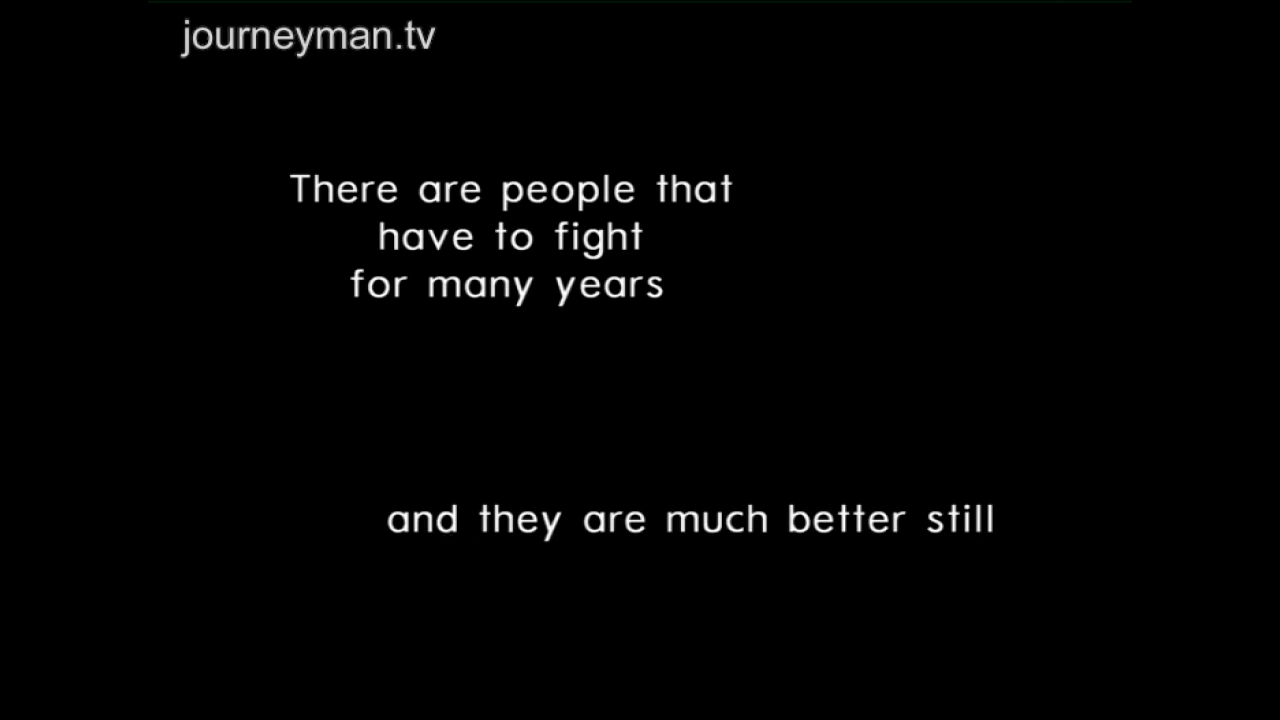 journeyman.tv
There are people that
have to fight
for many years
and they are much better still